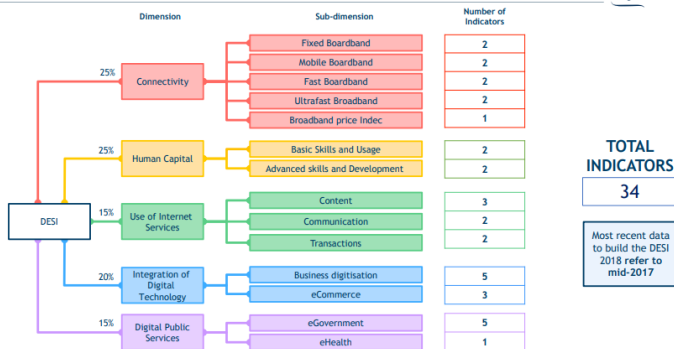 Dimension
Sub-dimension
Number of
Indicators
25%
Connectivity
Fixed Boardband
2
Mobile Boardband
2
Fast Boardband
2
Ultrafast Broadband
2
Broadband price Indec
1
25%
Human Capital
Basic Skills and Usage
2
Advanced skills and Development
2
DESI
15%
Use of Internet
Services
Content
3
Communication
2
Transactions
2
20%
Integration of
Digital
Technology
Business digitisation
5
eCommerce
3
15%
Digital Public
Services
eGovernment
5
eHealth
1
TOTAL
INDICATORS
34
Most recent data
to build the DESI
2018 refer to
mid-2017